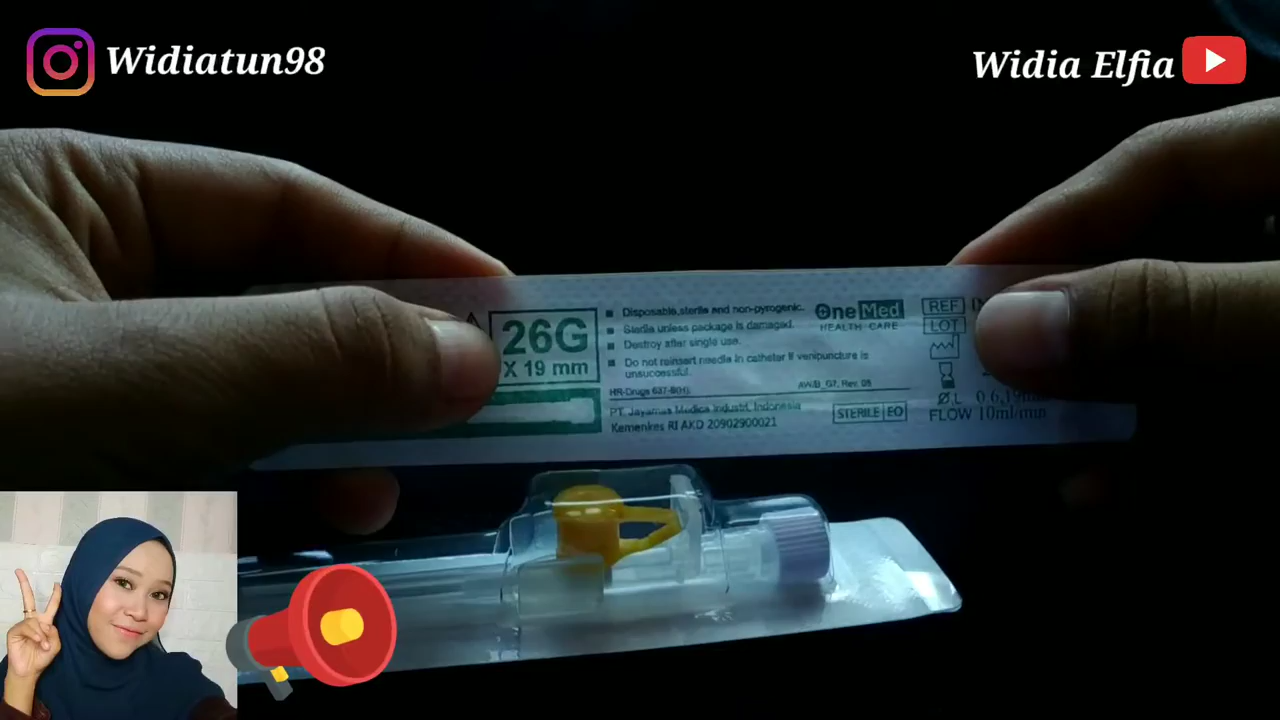 Widiatun98
Widia Elfia
26G
X 19 mm
Disposable,sterile and non-pyrogenic.
Sterile unless package is damaged.
Destroy after single use.
Do not reinsert needle in catheter if venipuncture is
unsuccessful.
OneMed
HEALTH CARE
REF
LOT
PT. Jayamas Medica Industri, Indonesia
Kemenkes RI AKD 20902900021
STERILE EO
Ø,L
FLOW 10ml/min